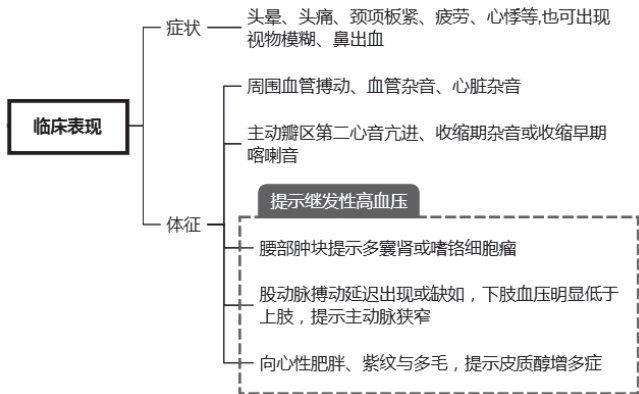 临床表现
症状
头晕、头痛、颈项板紧、疲劳、心悸等,也可出现
视物模糊、鼻出血
体征
周围血管搏动、血管杂音、心脏杂音
主动瓣区第二心音亢进、收缩期杂音或收缩早期
喀喇音
提示继发性高血压
腰部肿块提示多囊肾或嗜铬细胞瘤
股动脉搏动延迟出现或缺如，下肢血压明显低于
上肢，提示主动脉狭窄
向心性肥胖、紫纹与多毛，提示皮质醇增多症